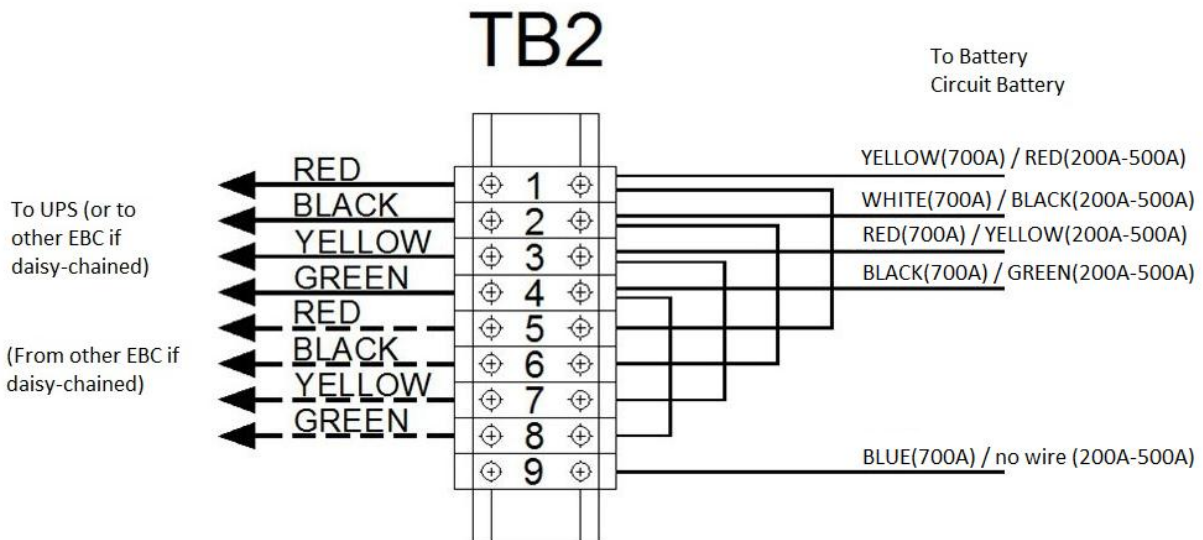 TB2
To Battery
Circuit Battery
To UPS (or to
other EBC if
daisy-chained)
(From other EBC if
daisy-chained)
RED
BLACK
YELLOW
GREEN
RED
BLACK
YELLOW
GREEN
1
2
3
4
5
6
7
8
9
YELLOW(700A) / RED(200A-500A)
WHITE(700A) / BLACK(200A-500A)
RED(700A) / YELLOW(200A-500A)
BLACK(700A) / GREEN(200A-500A)
BLUE(700A) / no wire (200A-500A)